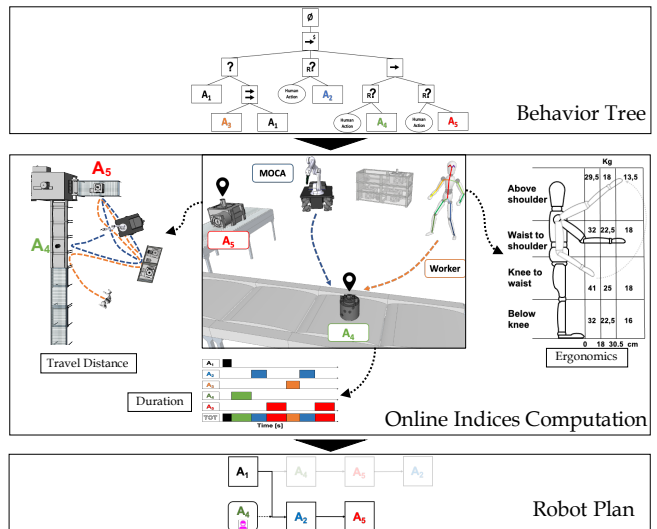 Ø
→s
?
R?
→
A1
Human Action
A2
R?
R?
A3
A1
Human Action
A4
Human Action
A5
Behavior Tree
A5
A4
Travel Distance
MOCA
A5
Worker
A4
Kg
29,5 18 13,5
Above shoulder
Waist to shoulder
32 22,5 18
Knee to waist
41 25 18
Below knee
32 22,5 16
0 18 30.5 cm
Ergonomics
Duration
A1
A2
A3
A4
A5
TOT
Time [s]
Online Indices Computation
A1
A4
A5
A2
A4
A2
A5
Robot Plan